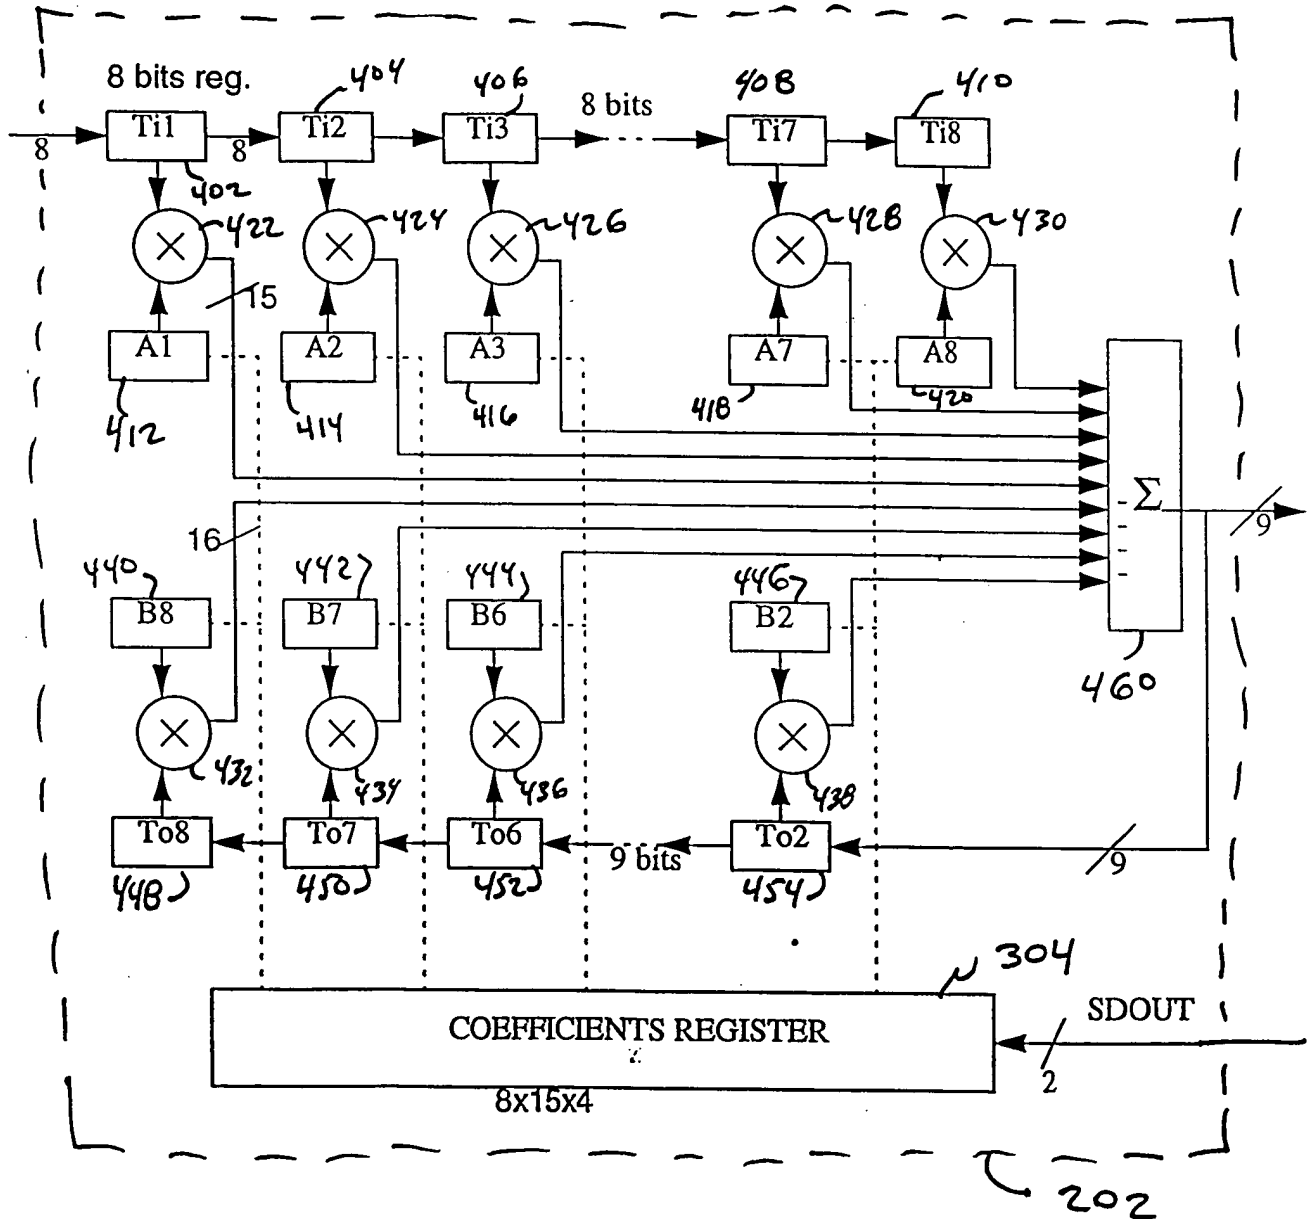 8 bits reg.
404
406
8 bits
408
410
Ti1
Ti2
Ti3
Ti7
Ti8
8
8
402
422
424
426
428
430
15
A1
A2
A3
A7
A8
412
414
416
418
420
Σ
9
16
440
442
444
446
B8
B7
B6
B2
460
432
434
436
438
To8
To7
To6
To2
9 bits
9
448
450
452
454
304
COEFFICIENTS REGISTER
SDOUT
2
8x15x4
202